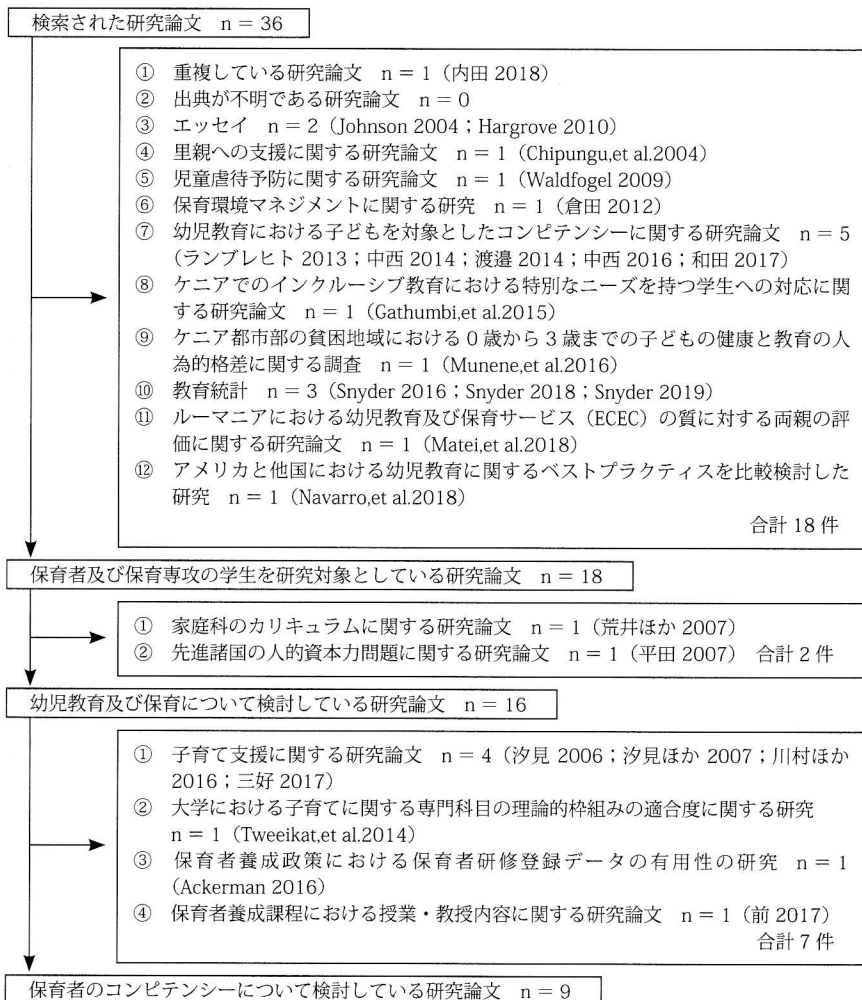 検索された研究論文 n = 36
① 重複している研究論文 n = 1（内田 2018）
② 出典が不明である研究論文 n = 0
③ エッセイ n = 2（Johnson 2004；Hargrove 2010）
④ 里親への支援に関する研究論文 n = 1（Chipungu,et al.2004）
⑤ 児童虐待予防に関する研究論文 n = 1（Waldfogel 2009）
⑥ 保育環境マネジメントに関する研究 n = 1（倉田 2012）
⑦ 幼児教育における子どもを対象としたコンピテンシーに関する研究論文 n = 5
（ランブレヒト 2013；中西 2014；渡邉 2014；中西 2016；和田 2017）
⑧ ケニアでのインクルーシブ教育における特別なニーズを持つ学生への対応に関
する研究論文 n = 1（Gathumbi,et al.2015）
⑨ ケニア都市部の貧困地域における０歳から３歳までの子どもの健康と教育の人
為的格差に関する調査 n = 1（Munene,et al.2016）
⑩ 教育統計 n = 3（Snyder 2016；Snyder 2018；Snyder 2019）
⑪ ルーマニアにおける幼児教育及び保育サービス（ECEC）の質に対する両親の評
価に関する研究論文 n = 1（Matei,et al.2018）
⑫ アメリカと他国における幼児教育に関するベストプラクティスを比較検討した
研究 n = 1（Navarro,et al.2018）
合計 18 件
保育者及び保育専攻の学生を研究対象としている研究論文 n = 18
① 家庭科のカリキュラムに関する研究論文 n = 1（荒井ほか 2007）
② 先進諸国の人的資本力問題に関する研究論文 n = 1（平田 2007） 合計 2 件
幼児教育及び保育について検討している研究論文 n = 16
① 子育て支援に関する研究論文 n = 4（汐見 2006；汐見ほか 2007；川村ほか
2016；三好 2017）
② 大学における子育てに関する専門科目の理論的枠組みの適合度に関する研究
n = 1（Tweeikat,et al.2014）
③ 保育者養成政策における保育者研修登録データの有用性の研究 n = 1
（Ackerman 2016）
④ 保育者養成課程における授業・教授内容に関する研究論文 n = 1（前 2017）
合計 7 件
保育者のコンピテンシーについて検討している研究論文 n = 9